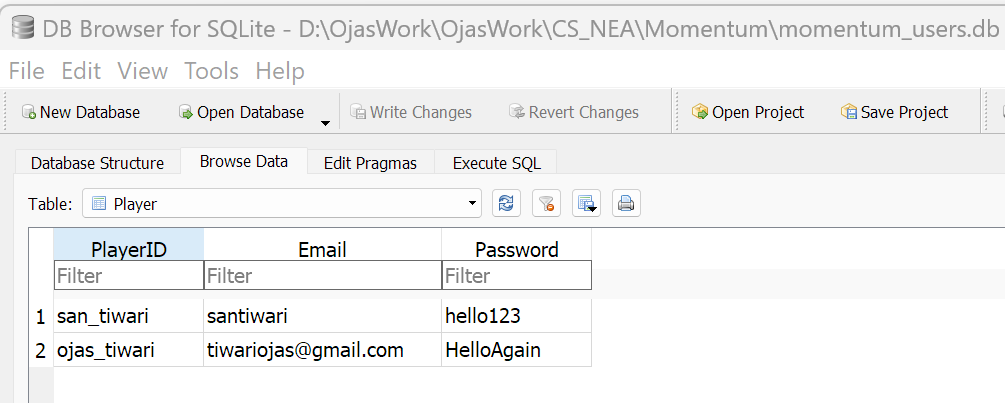 DB Browser for SQLite - D:\OjasWork\OjasWork\CS_NEA\Momentum\momentum_users.db
File Edit View Tools Help
New Database Open Database Write Changes Revert Changes Open Project Save Project
Database Structure Browse Data Edit Pragmas Execute SQL
Table: Player
PlayerID Email Password
Filter Filter Filter
1 san_tiwari santiwari hello123
2 ojas_tiwari tiwariojas@gmail.com HelloAgain